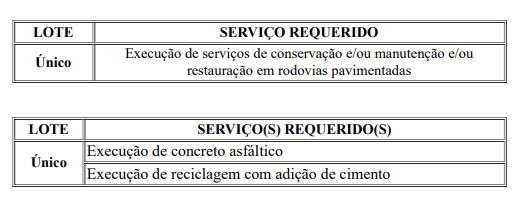 LOTE SERVIÇO REQUERIDO
Único Execução de serviços de conservação e/ou manutenção e/ou
restauração em rodovias pavimentadas
LOTE SERVIÇO(S) REQUERIDO(S)
Único Execução de concreto asfáltico
Execução de reciclagem com adição de cimento